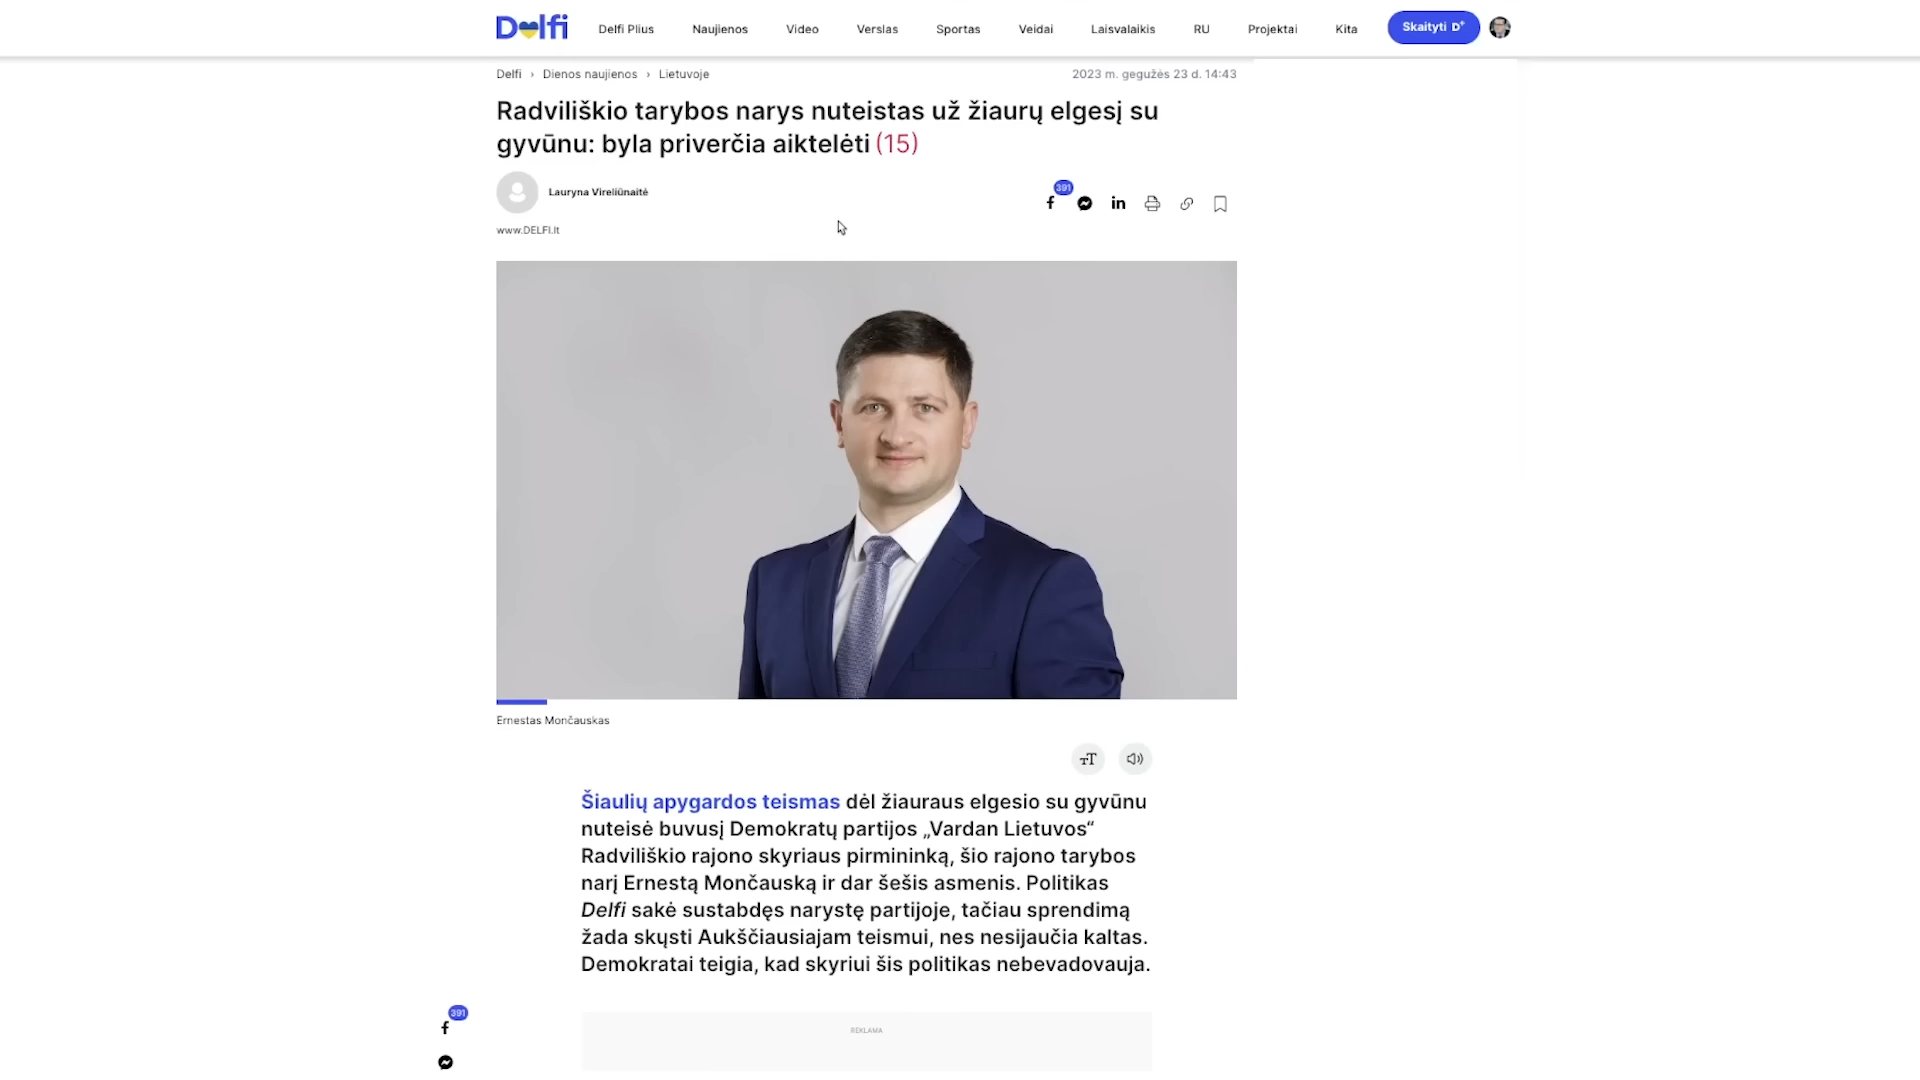 Delfi Delfi Plius Naujienos Video Verslas Sportas Veidai Laisvalaikis RU Projektai Kita Skaityti D+
Delfi › Dienos naujienos › Lietuvoje 2023 m. gegužės 23 d. 14:43
Radviliškio tarybos narys nuteistas už žiaurų elgesį su
gyvūnu: byla priverčia aiktelėti (15)
391
Lauryna Vireliūnaitė
f in
www.DELFI.lt
Ernestas Mončauskas
TT
Šiaulių apygardos teismas dėl žiauraus elgesio su gyvūnu
nuteisė buvusį Demokratų partijos „Vardan Lietuvos“
Radviliškio rajono skyriaus pirmininką, šio rajono tarybos
narį Ernestą Mončauską ir dar šešis asmenis. Politikas
Delfi sakė sustabdęs narystę partijoje, tačiau sprendimą
žada skųsti Aukščiausiajam teismui, nes nesijaučia kaltas.
Demokratai teigia, kad skyriui šis politikas nebevadovauja.
391
f
REKLAMA